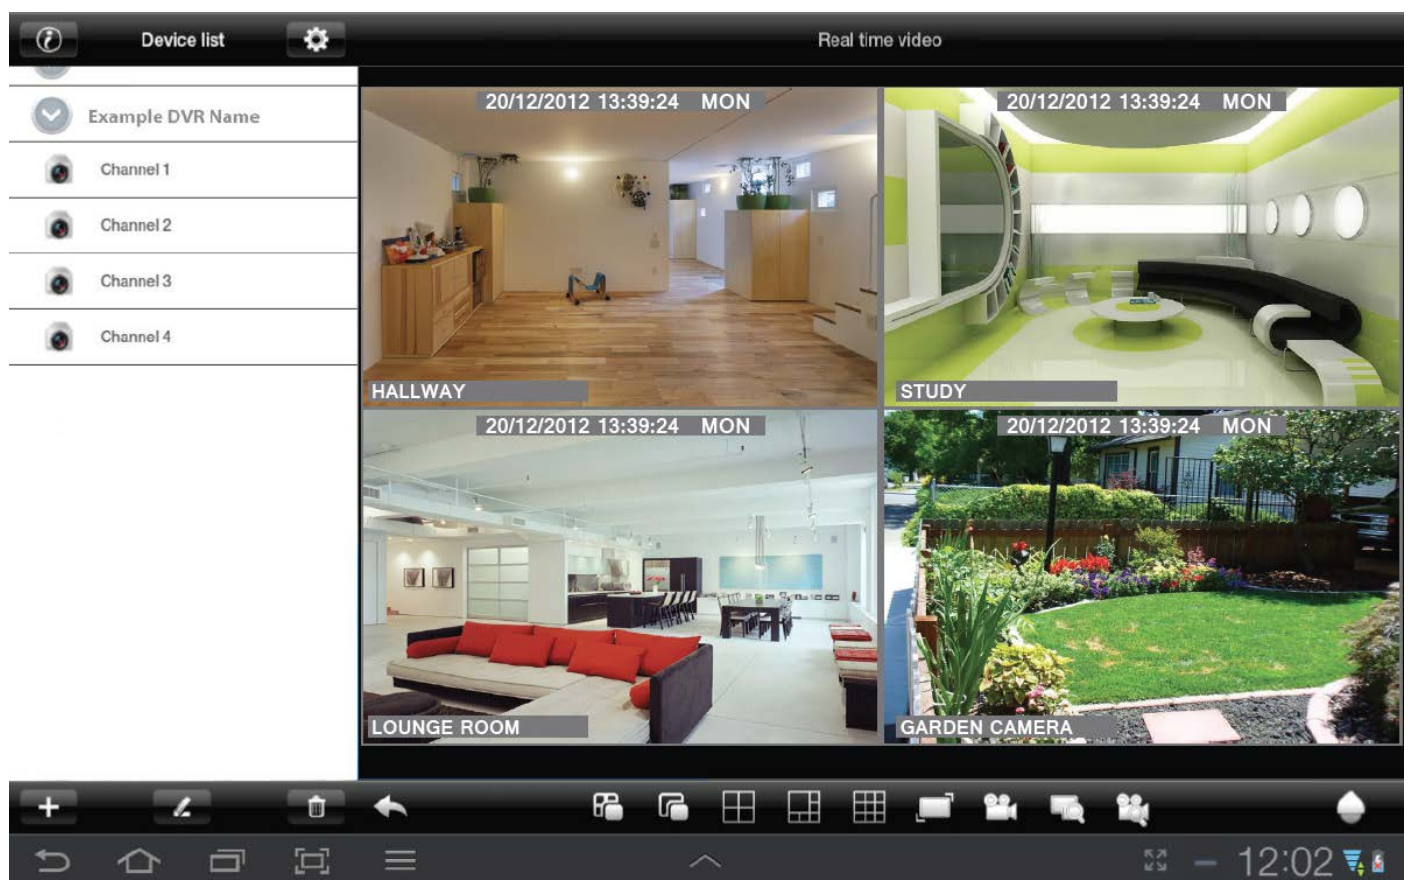 Device list
Real time video
Example DVR Name
Channel 1
Channel 2
Channel 3
Channel 4
20/12/2012 13:39:24 MON
20/12/2012 13:39:24 MON
HALLWAY
STUDY
20/12/2012 13:39:24 MON
20/12/2012 13:39:24 MON
LOUNGE ROOM
GARDEN CAMERA
12:02